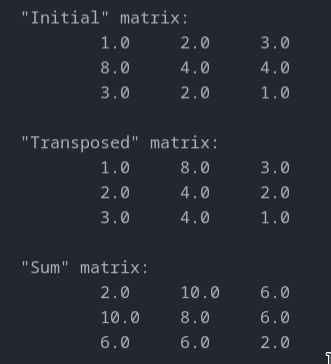 "Initial" matrix:
1.0 2.0 3.0
8.0 4.0 4.0
3.0 2.0 1.0
"Transposed" matrix:
1.0 8.0 3.0
2.0 4.0 2.0
3.0 4.0 1.0
"Sum" matrix:
2.0 10.0 6.0
10.0 8.0 6.0
6.0 6.0 2.0